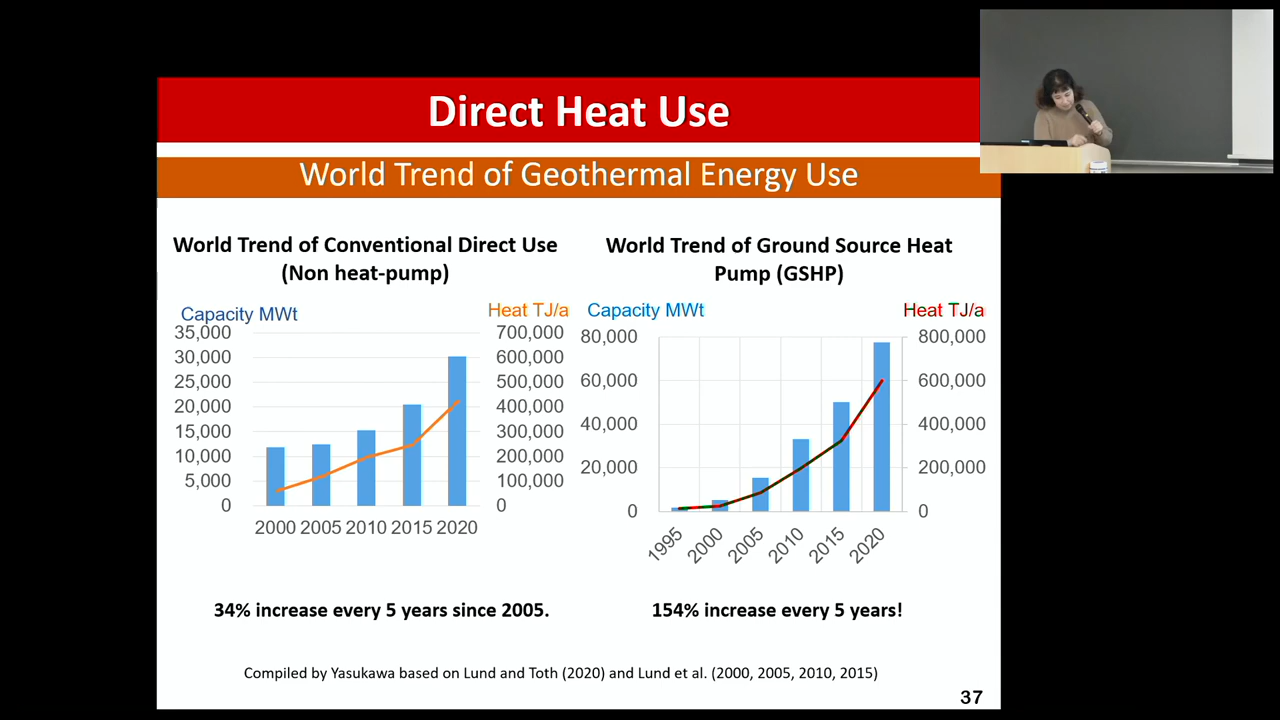 Direct Heat Use
World Trend of Geothermal Energy Use
World Trend of Conventional Direct Use
(Non heat-pump)
Capacity MWt
Heat TJ/a
35,000
30,000
25,000
20,000
15,000
10,000
5,000
0
700,000
600,000
500,000
400,000
300,000
200,000
100,000
0
2000 2005 2010 2015 2020
34% increase every 5 years since 2005.
World Trend of Ground Source Heat
Pump (GSHP)
Capacity MWt
Heat TJ/a
80,000
60,000
40,000
20,000
0
800,000
600,000
400,000
200,000
0
1995 2000 2005 2010 2015 2020
154% increase every 5 years!
Compiled by Yasukawa based on Lund and Toth (2020) and Lund et al. (2000, 2005, 2010, 2015)
37